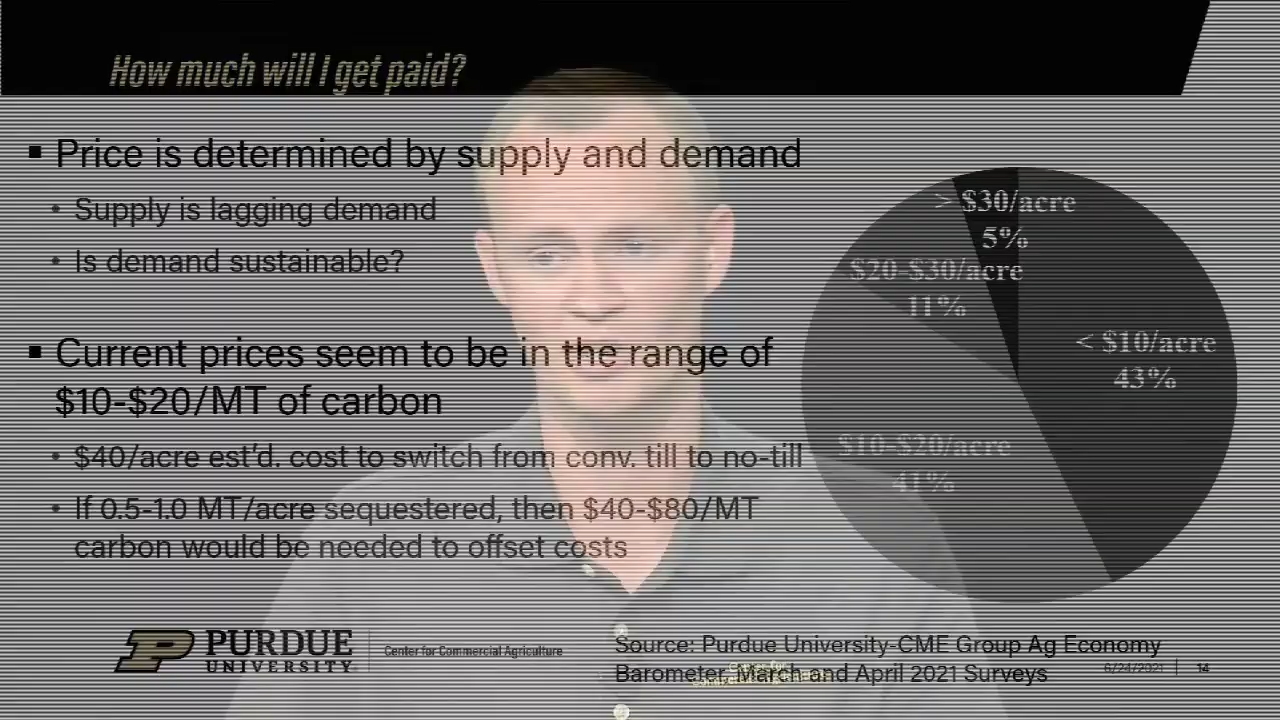 How much will I get paid?
▪ Price is determined by supply and demand
• Supply is lagging demand
• Is demand sustainable?
▪ Current prices seem to be in the range of
$10-$20/MT of carbon
• $40/acre est'd. cost to switch from conv. till to no-till
• If 0.5-1.0 MT/acre sequestered, then $40-$80/MT
carbon would be needed to offset costs
> $30/acre
5%
$20-$30/acre
11%
< $10/acre
43%
$10-$20/acre
41%
PURDUE
UNIVERSITY
Center for Commercial Agriculture
Source: Purdue University-CME Group Ag Economy
Barometer, March and April 2021 Surveys
6/24/2021 | 14